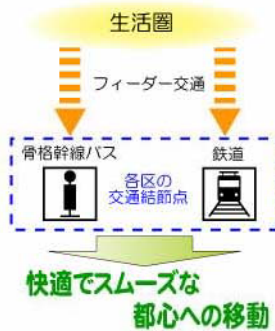 生活圏
フィーダー交通
骨格幹線バス
鉄道
各区の
交通結節点
快適でスムーズな
都心への移動